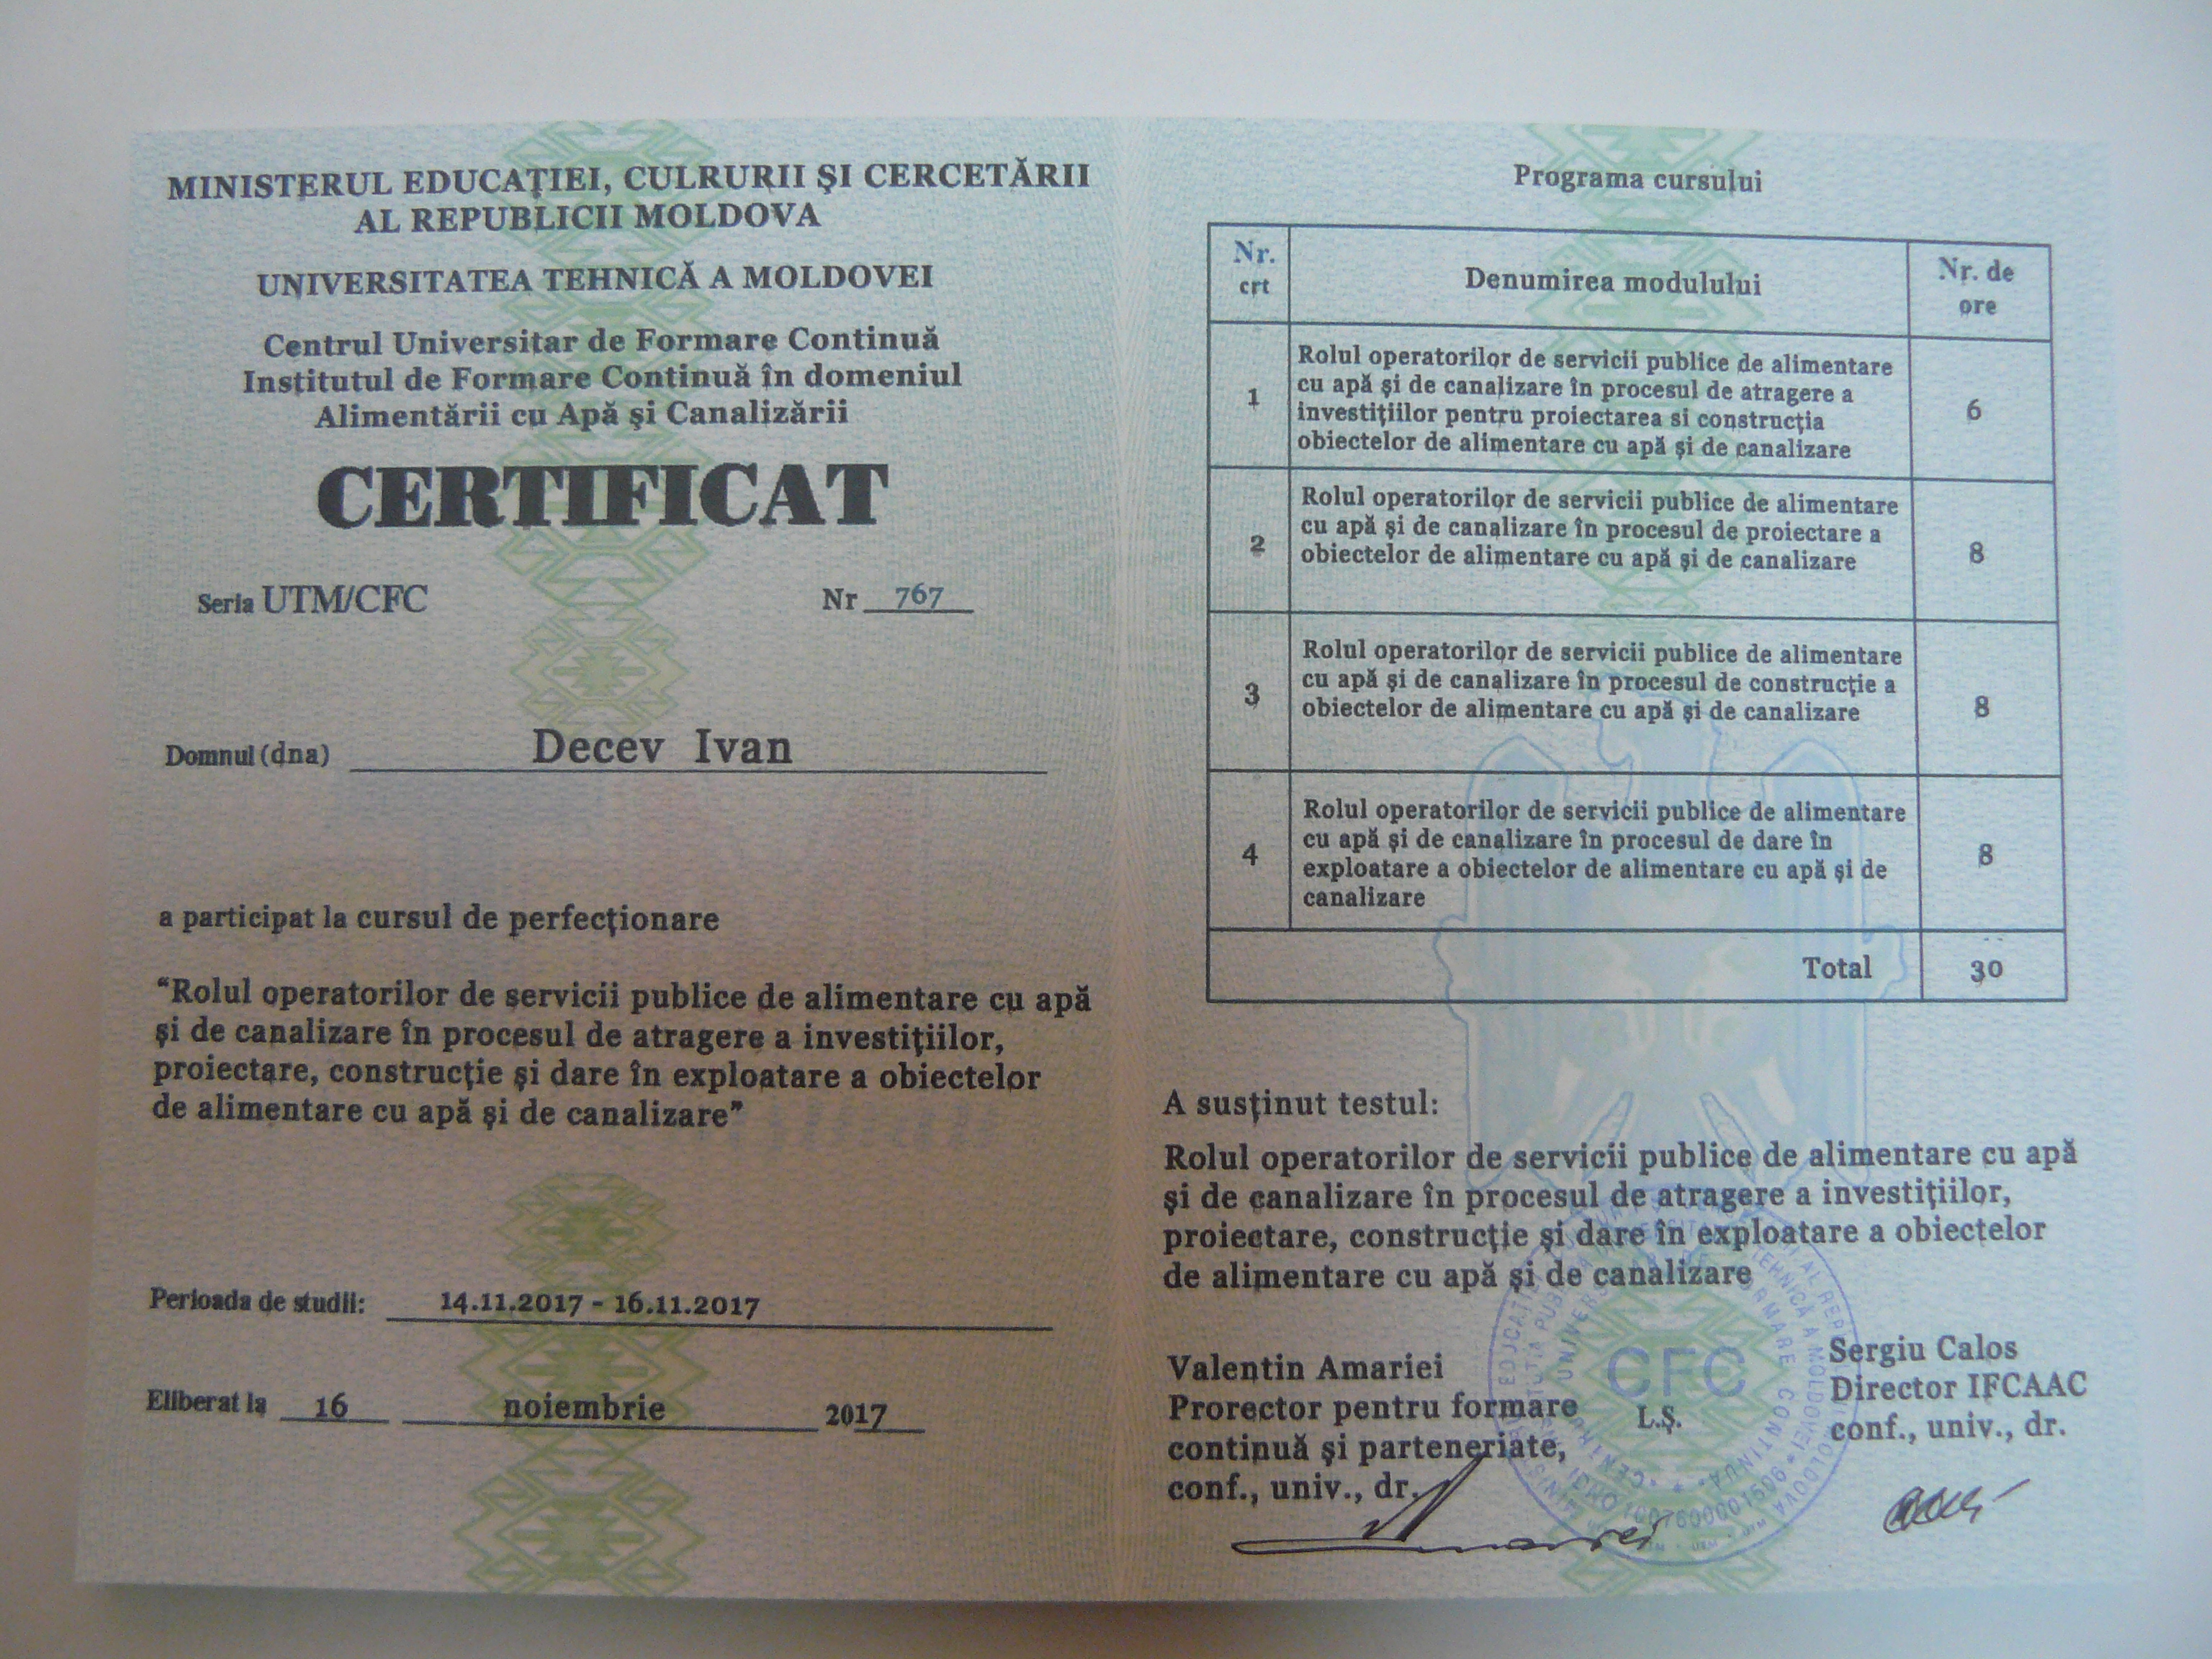 MINISTERUL EDUCAŢIEI, CULRURII ŞI CERCETĂRII
AL REPUBLICII MOLDOVA
UNIVERSITATEA TEHNICĂ A MOLDOVEI
Centrul Universitar de Formare Continuă
Institutul de Formare Continuă în domeniul
Alimentării cu Apă şi Canalizării
CERTIFICAT
Seria UTM/CFC Nr 767
Domnul (dna) Decev Ivan
a participat la cursul de perfecţionare
“Rolul operatorilor de servicii publice de alimentare cu apă
şi de canalizare în procesul de atragere a investiţiilor,
proiectare, construcţie şi dare în exploatare a obiectelor
de alimentare cu apă şi de canalizare”
Perioada de studii: 14.11.2017 - 16.11.2017
Eliberat la 16 noiembrie 2017
Programa cursului
Nr. crt Denumirea modulului Nr. de ore
1 Rolul operatorilor de servicii publice de alimentare
cu apă şi de canalizare în procesul de atragere a
investiţiilor pentru proiectarea si construcţia
obiectelor de alimentare cu apă şi de canalizare 6
2 Rolul operatorilor de servicii publice de alimentare
cu apă şi de canalizare în procesul de proiectare a
obiectelor de alimentare cu apă şi de canalizare 8
3 Rolul operatorilor de servicii publice de alimentare
cu apă şi de canalizare în procesul de construcţie a
obiectelor de alimentare cu apă şi de canalizare 8
4 Rolul operatorilor de servicii publice de alimentare
cu apă şi de canalizare în procesul de dare în
exploatare a obiectelor de alimentare cu apă şi de
canalizare 8
Total 30
A susţinut testul:
Rolul operatorilor de servicii publice de alimentare cu apă
şi de canalizare în procesul de atragere a investiţiilor,
proiectare, construcţie şi dare în exploatare a obiectelor
de alimentare cu apă şi de canalizare
Valentin Amariei
Prorector pentru formare
continuă şi parteneriate,
conf., univ., dr.
CFC
L.Ş.
Sergiu Calos
Director IFCAAC
conf., univ., dr.